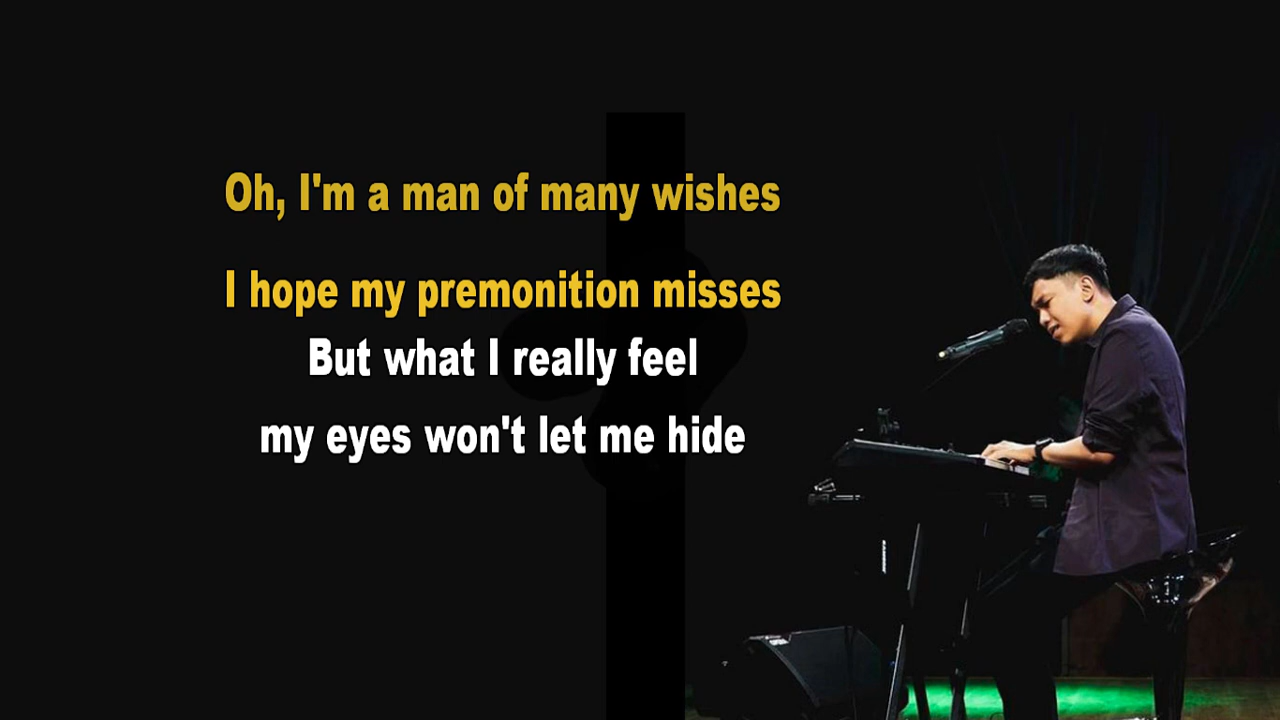 Oh, I'm a man of many wishes
I hope my premonition misses
But what I really feel
my eyes won't let me hide